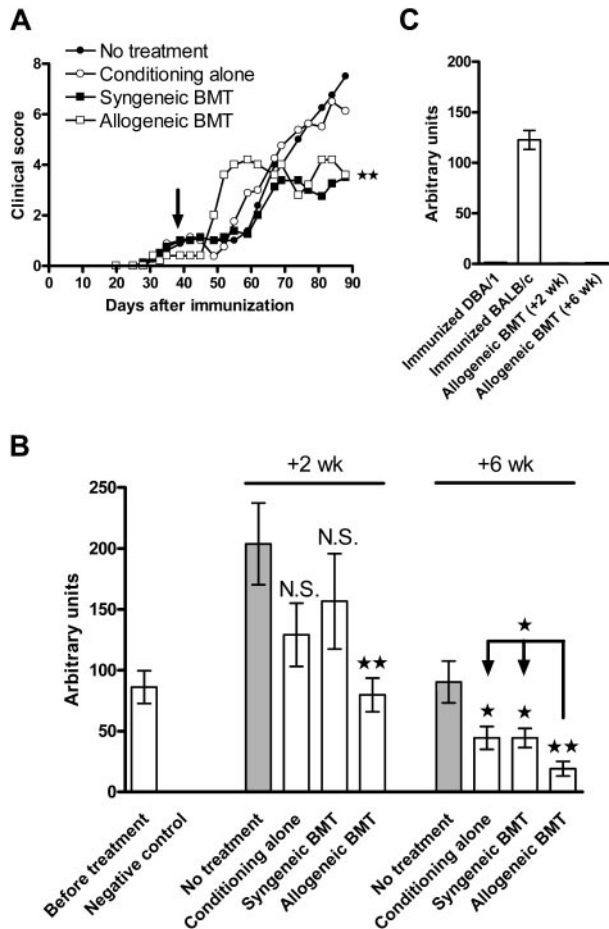 A
No treatment
Conditioning alone
Syngeneic BMT
Allogeneic BMT
Clinical score
8
6
4
2
0
★★
0 10 20 30 40 50 60 70 80 90
Days after immunization
C
Arbitrary units
200
150
100
50
0
Immunized DBA/1
Immunized BALB/c
Allogeneic BMT (+2 wk)
Allogeneic BMT (+6 wk)
B
+2 wk
+6 wk
Arbitrary units
250
200
150
100
50
0
N.S.
N.S.
★★
★
★
★
★★
Before treatment
Negative control
No treatment
Conditioning alone
Syngeneic BMT
Allogeneic BMT
No treatment
Conditioning alone
Syngeneic BMT
Allogeneic BMT